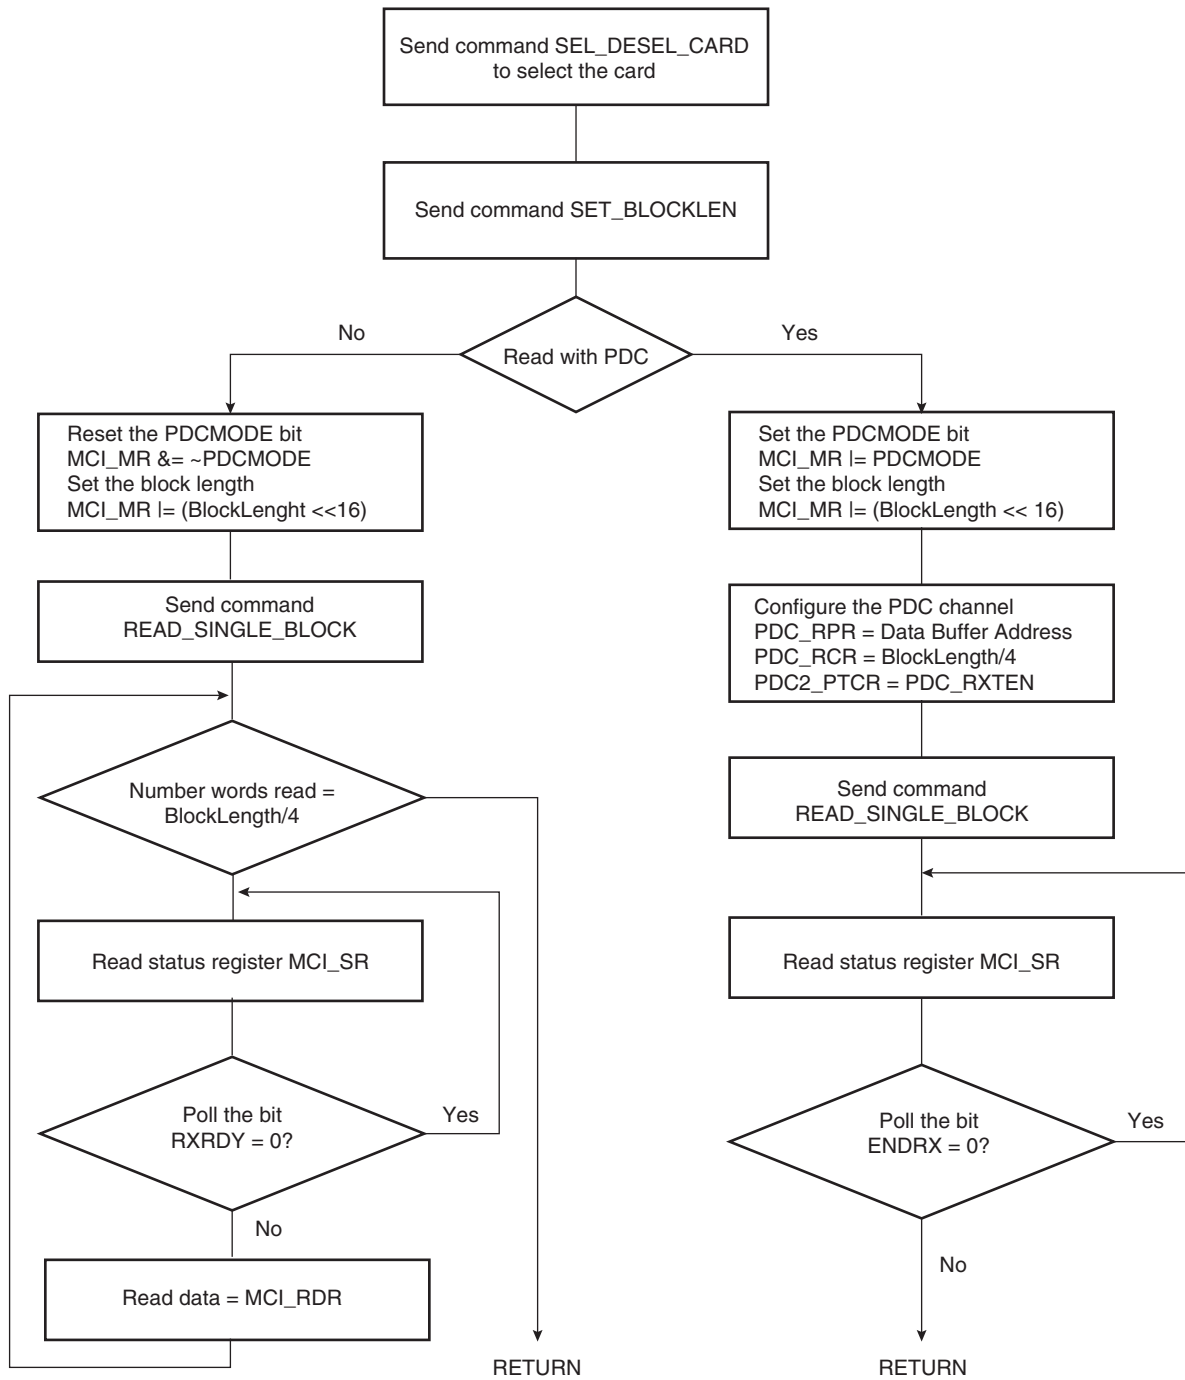 Send command SEL_DESEL_CARD
to select the card
Send command SET_BLOCKLEN
No
Yes
Read with PDC
Reset the PDCMODE bit
MCI_MR &= ~PDCMODE
Set the block length
MCI_MR |= (BlockLenght <<16)
Set the PDCMODE bit
MCI_MR |= PDCMODE
Set the block length
MCI_MR |= (BlockLength << 16)
Send command
READ_SINGLE_BLOCK
Configure the PDC channel
PDC_RPR = Data Buffer Address
PDC_RCR = BlockLength/4
PDC2_PTCR = PDC_RXTEN
Number words read =
BlockLength/4
Send command
READ_SINGLE_BLOCK
Read status register MCI_SR
Read status register MCI_SR
Poll the bit
RXRDY = 0?
Yes
Poll the bit
ENDRX = 0?
Yes
No
No
Read data = MCI_RDR
RETURN
RETURN